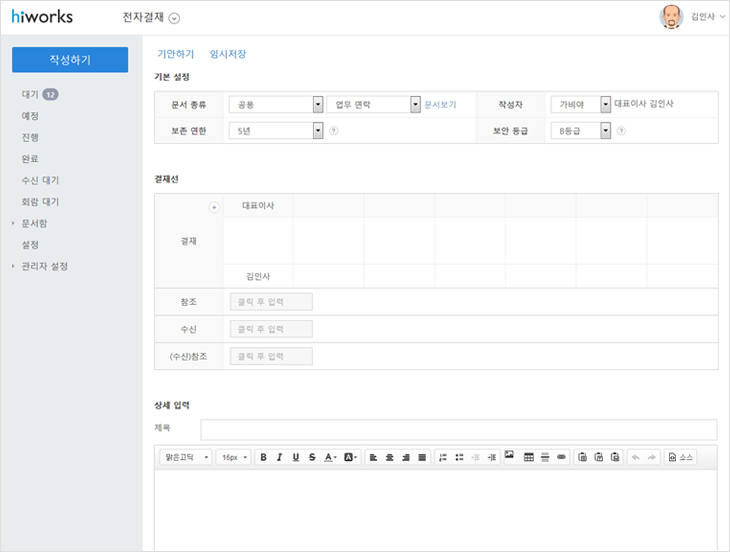 hiworks
전자결재
김인사
작성하기
대기 12
예정
진행
완료
수신 대기
회람 대기
문서함
설정
관리자 설정
기안하기 임시저장
기본 설정
문서 종류 공용 업무 연락 문서보기 작성자 가비아 대표이사 김인사
보존 연한 5년 ? 보안 등급 B등급 ?
결재선
결재 + 대표이사
김인사
참조 클릭 후 입력
수신 클릭 후 입력
(수신)참조 클릭 후 입력
상세 입력
제목
맑은고딕 16px B I U S A A 소스